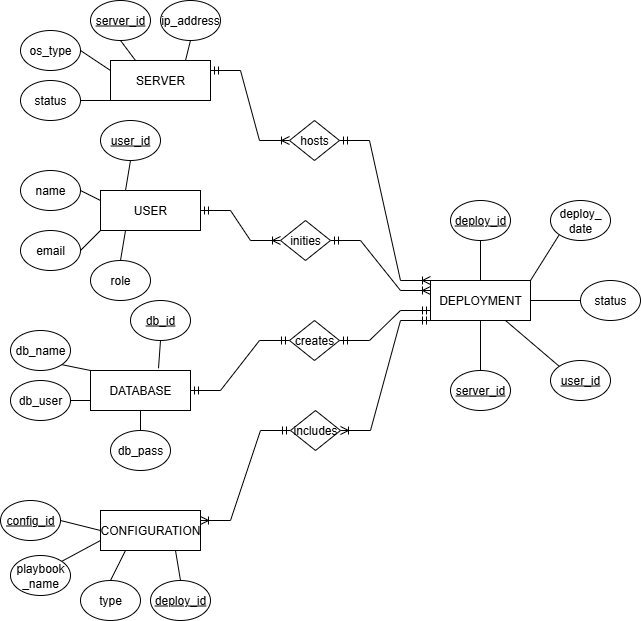 server_id
ip_address
os_type
SERVER
status
hosts
user_id
name
USER
email
role
inities
deploy_id
deploy_
date
DEPLOYMENT
status
server_id
user_id
db_id
creates
db_name
DATABASE
db_user
db_pass
includes
config_id
CONFIGURATION
playbook
_name
type
deploy_id